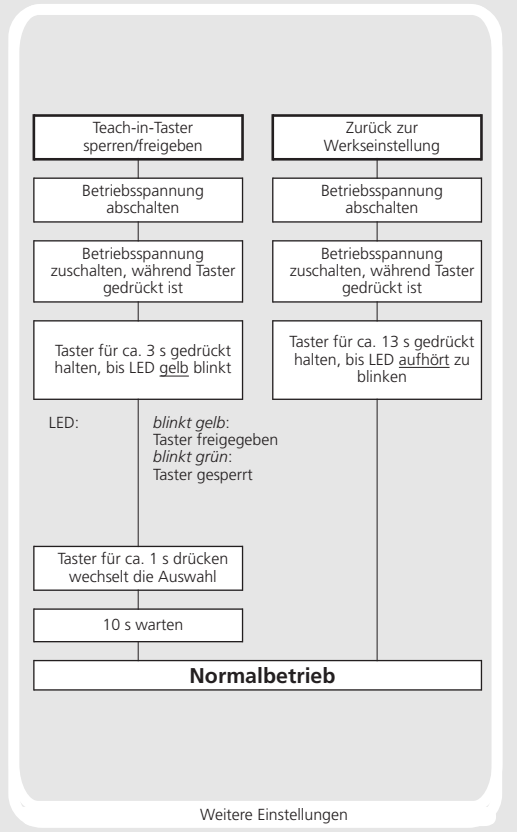 Teach-in-Taster
sperren/freigeben
Betriebsspannung
abschalten
Betriebsspannung
zuschalten, während Taster
gedrückt ist
Taster für ca. 3 s gedrückt
halten, bis LED gelb blinkt
LED:
blinkt gelb:
Taster freigegeben
blinkt grün:
Taster gesperrt
Taster für ca. 1 s drücken
wechselt die Auswahl
10 s warten
Zurück zur
Werkseinstellung
Betriebsspannung
abschalten
Betriebsspannung
zuschalten, während Taster
gedrückt ist
Taster für ca. 13 s gedrückt
halten, bis LED aufhört zu
blinken
Normalbetrieb
Weitere Einstellungen